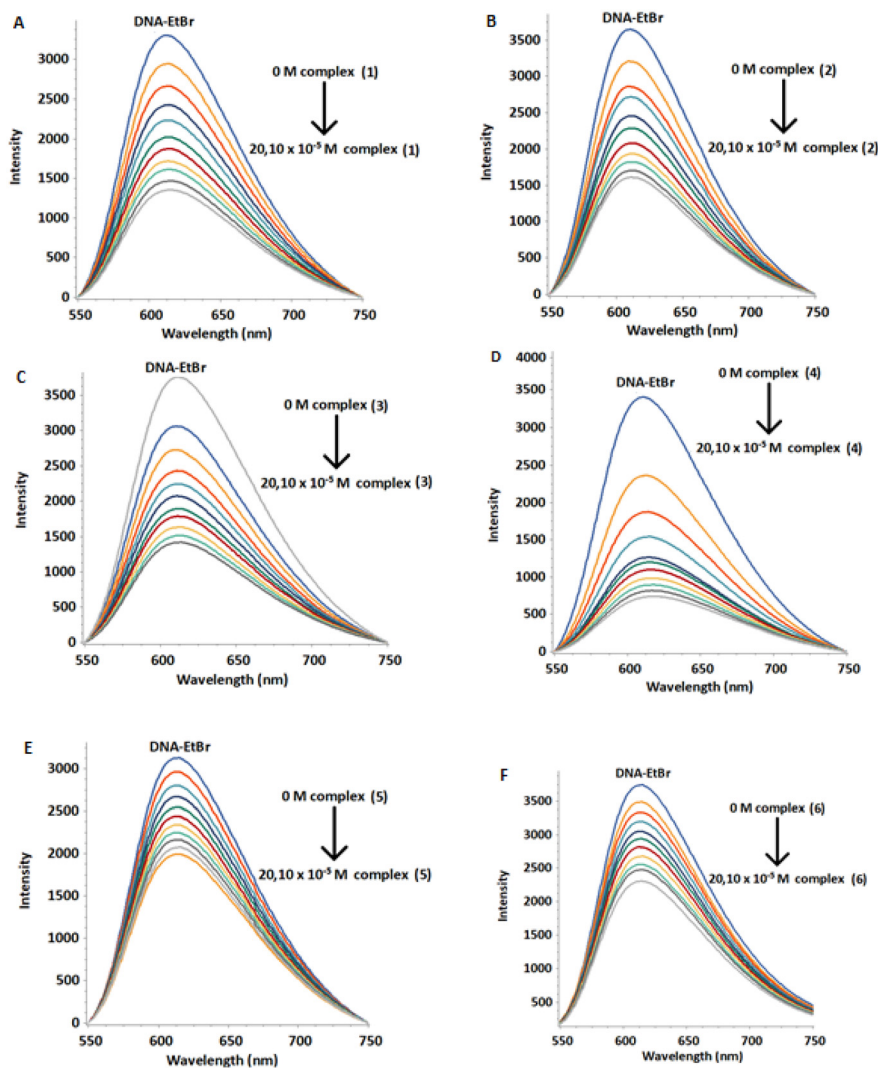 A
DNA-EtBr
0 M complex (1)
20,10 x 10⁻⁵ M complex (1)
Intensity
3000
2500
2000
1500
1000
500
0
550 600 650 700 750
Wavelength (nm)
B
DNA-EtBr
0 M complex (2)
20,10 x 10⁻⁵ M complex (2)
Intensity
3500
3000
2500
2000
1500
1000
500
0
550 600 650 700 750
Wavelength (nm)
C
DNA-EtBr
0 M complex (3)
20,10 x 10⁻⁵ M complex (3)
Intensity
3500
3000
2500
2000
1500
1000
500
0
550 600 650 700 750
Wavelength (nm)
D
DNA-EtBr
0 M complex (4)
20,10 x 10⁻⁵ M complex (4)
Intensity
4000
3500
3000
2500
2000
1500
1000
500
0
550 600 650 700 750
Wavelength (nm)
E
DNA-EtBr
0 M complex (5)
20,10 x 10⁻⁵ M complex (5)
Intensity
3000
2500
2000
1500
1000
500
0
550 600 650 700 750
Wavelength (nm)
F
DNA-EtBr
0 M complex (6)
20,10 x 10⁻⁵ M complex (6)
Intensity
3500
3000
2500
2000
1500
1000
500
550 600 650 700 750
Wavelength (nm)